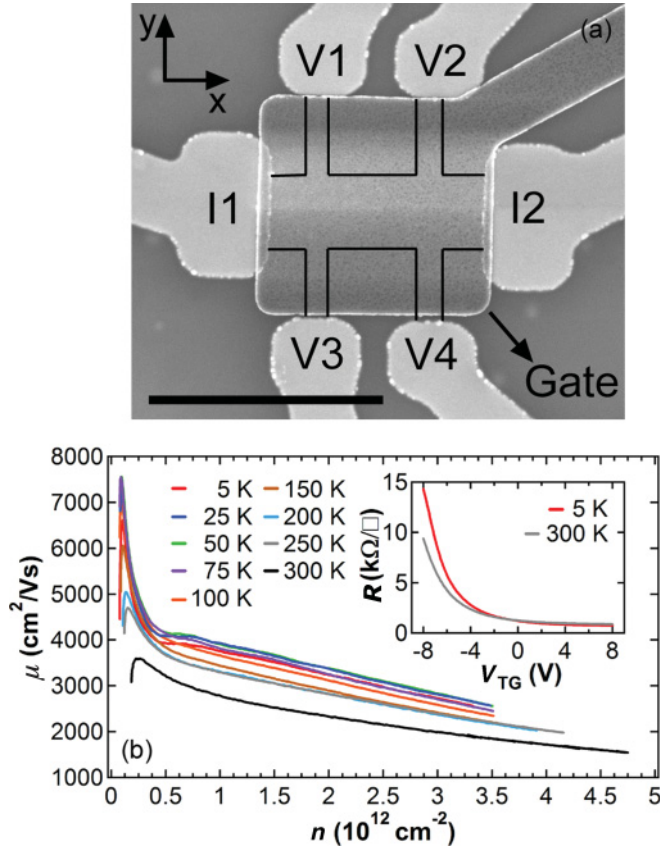 (a)
y
x
V1
V2
I1
I2
V3
V4
Gate
8000
7000
6000
5000
4000
3000
2000
1000
μ (cm²/Vs)
5 K
150 K
25 K
200 K
50 K
250 K
75 K
300 K
100 K
15
10
5
0
R (kΩ/□)
5 K
300 K
-8
-4
0
4
8
V_TG (V)
(b)
0
0.5
1
1.5
2
2.5
3
3.5
4
4.5
5
n (10¹² cm⁻²)